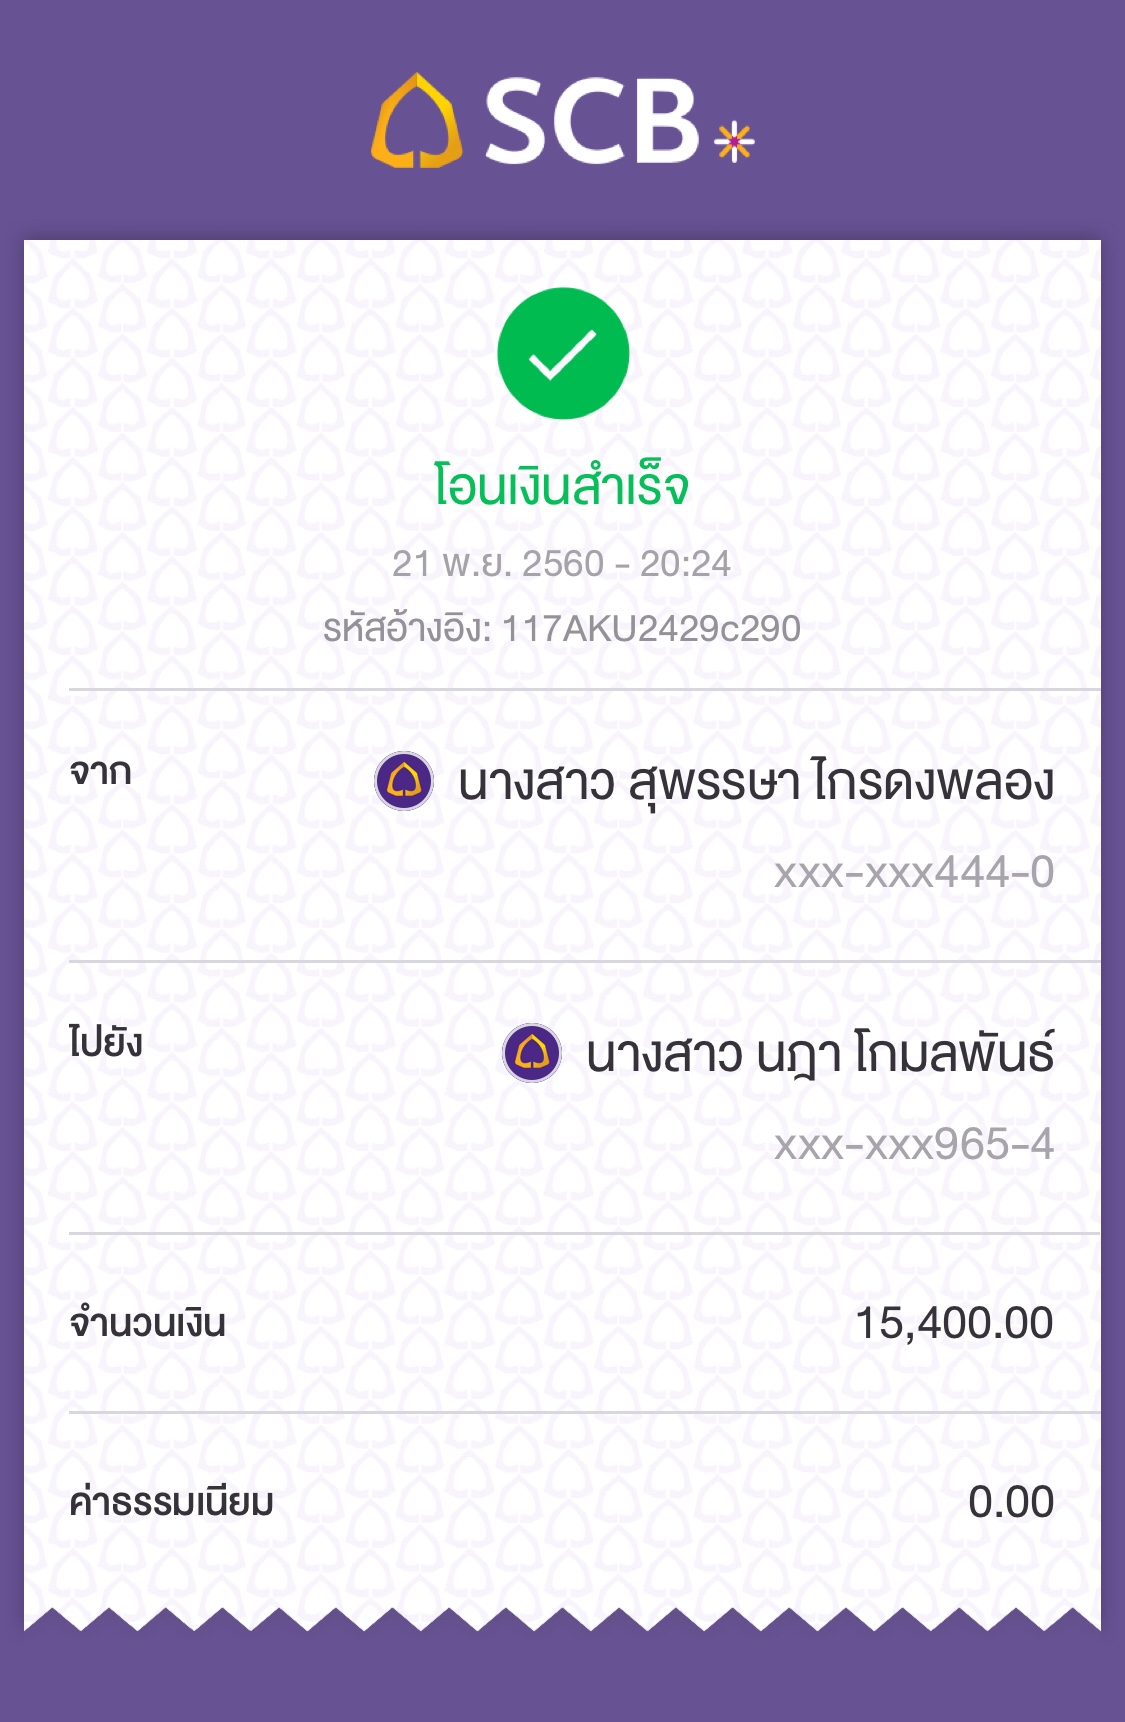 SCB
โอนเงินสำเร็จ
21 พ.ย. 2560 - 20:24
รหัสอ้างอิง: 117AKU2429c290
จาก นางสาว สุพรรษา ไกรดงพลอง
xxx-xxx444-0
ไปยัง นางสาว นฎา โกมลพันธ์
xxx-xxx965-4
จำนวนเงิน 15,400.00
ค่าธรรมเนียม 0.00